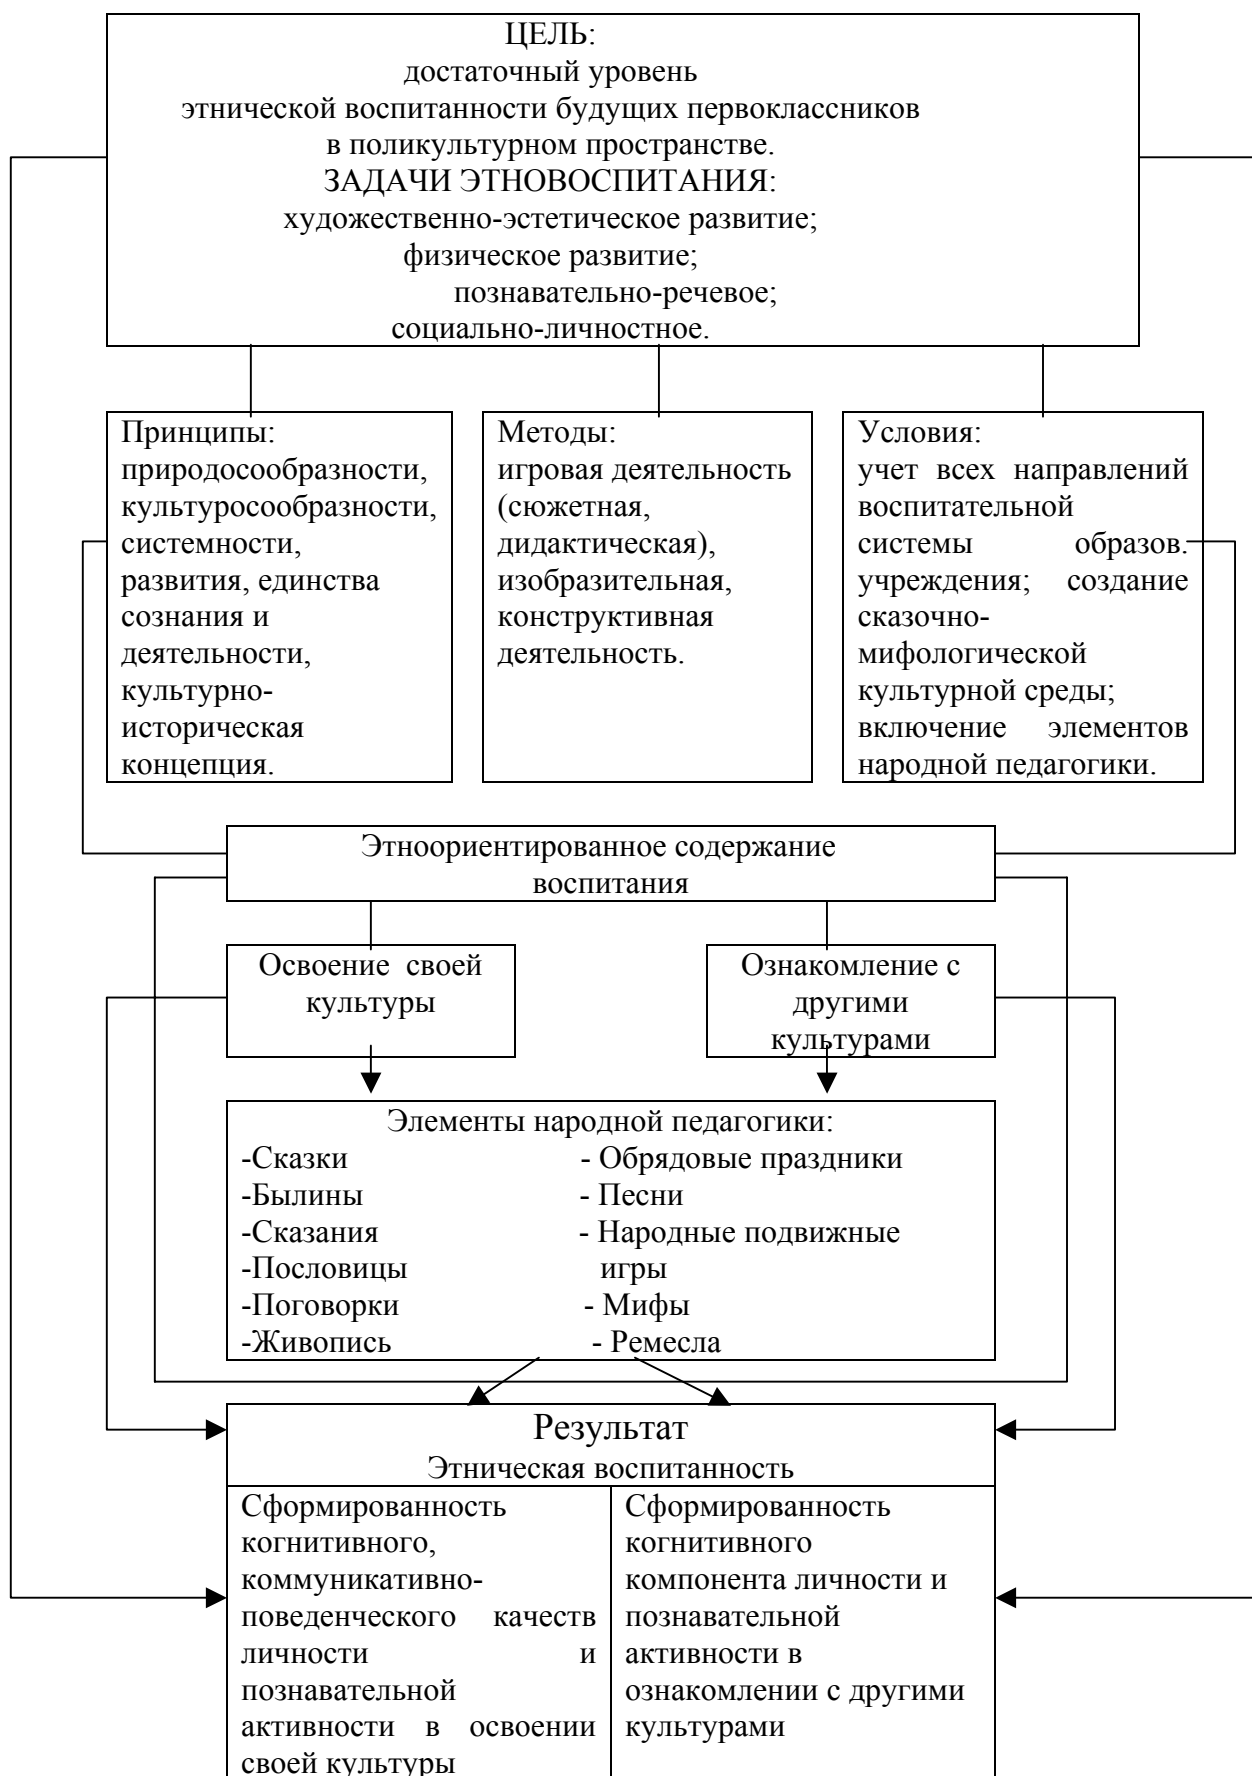 ЦЕЛЬ:
достаточный уровень
этнической воспитанности будущих первоклассников
в поликультурном пространстве.
ЗАДАЧИ ЭТНОВОСПИТАНИЯ:
художественно-эстетическое развитие;
физическое развитие;
познавательно-речевое;
социально-личностное.
Принципы:
природосообразности,
культуросообразности,
системности,
развития, единства
сознания и
деятельности,
культурно-
историческая
концепция.
Методы:
игровая деятельность
(сюжетная,
дидактическая),
изобразительная,
конструктивная
деятельность.
Условия:
учет всех направлений
воспитательной
системы образов.
учреждения; создание
сказочно-
мифологической
культурной среды;
включение элементов
народной педагогики.
Этноориентированное содержание
воспитания
Освоение своей
культуры
Ознакомление с
другими
культурами
Элементы народной педагогики:
-Сказки
-Былины
-Сказания
-Пословицы
-Поговорки
-Живопись
- Обрядовые праздники
- Песни
- Народные подвижные
игры
- Мифы
- Ремесла
Результат
Этническая воспитанность
Сформированность
когнитивного,
коммуникативно-
поведенческого качеств
личности и
познавательной
активности в освоении
своей культуры
Сформированность
когнитивного
компонента личности и
познавательной
активности в
ознакомлении с другими
культурами